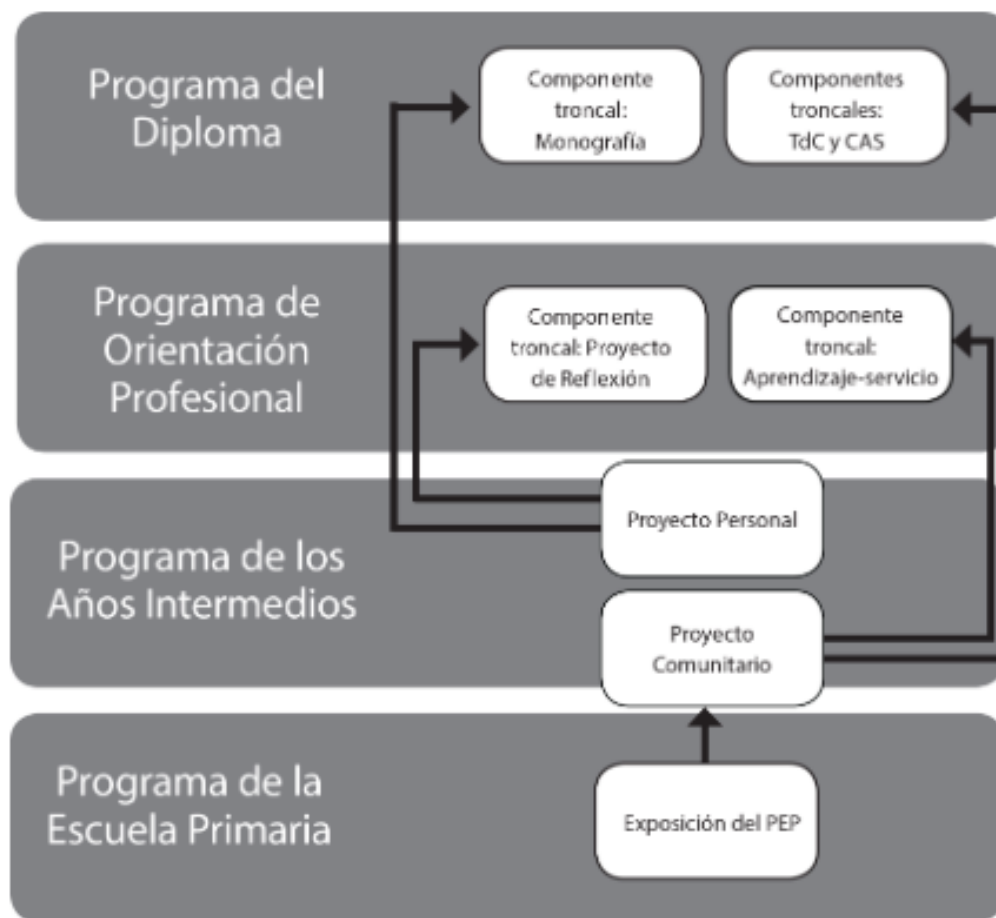 Programa del
Diploma
Componente
troncal:
Monografía
Componentes
troncales:
TdC y CAS
Programa de
Orientación
Profesional
Componente
troncal: Proyecto
de Reflexión
Componente
troncal:
Aprendizaje-servicio
Programa de los
Años Intermedios
Proyecto Personal
Proyecto
Comunitario
Programa de la
Escuela Primaria
Exposición del PEP